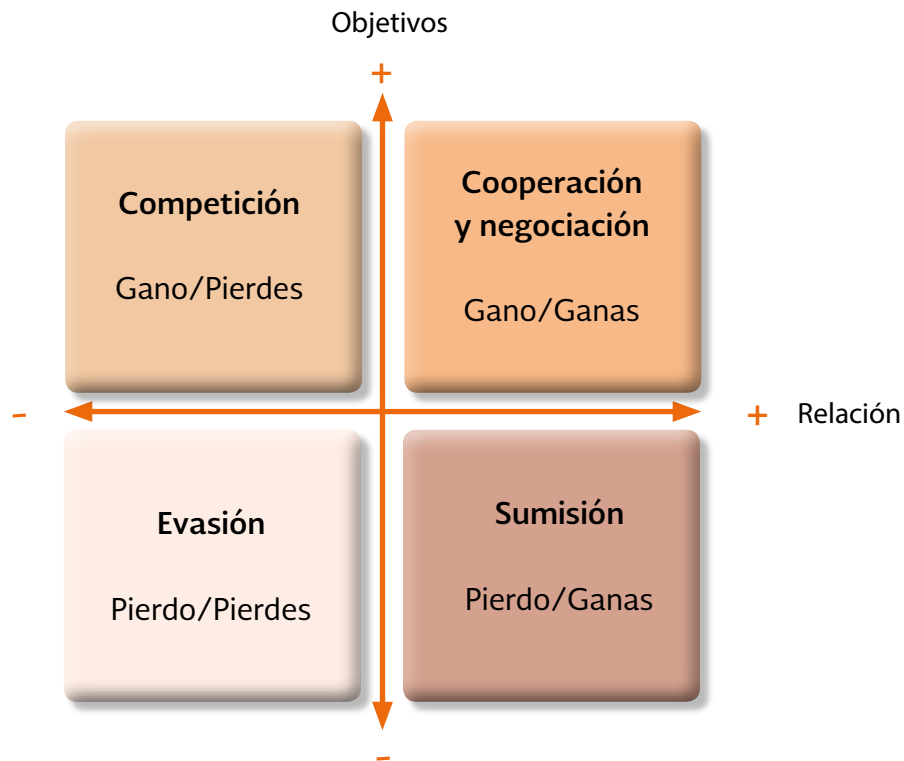 Objetivos
+
Competición
Gano/Pierdes
Cooperación
y negociación
Gano/Ganas
-
+ Relación
Evasión
Pierdo/Pierdes
Sumisión
Pierdo/Ganas
-